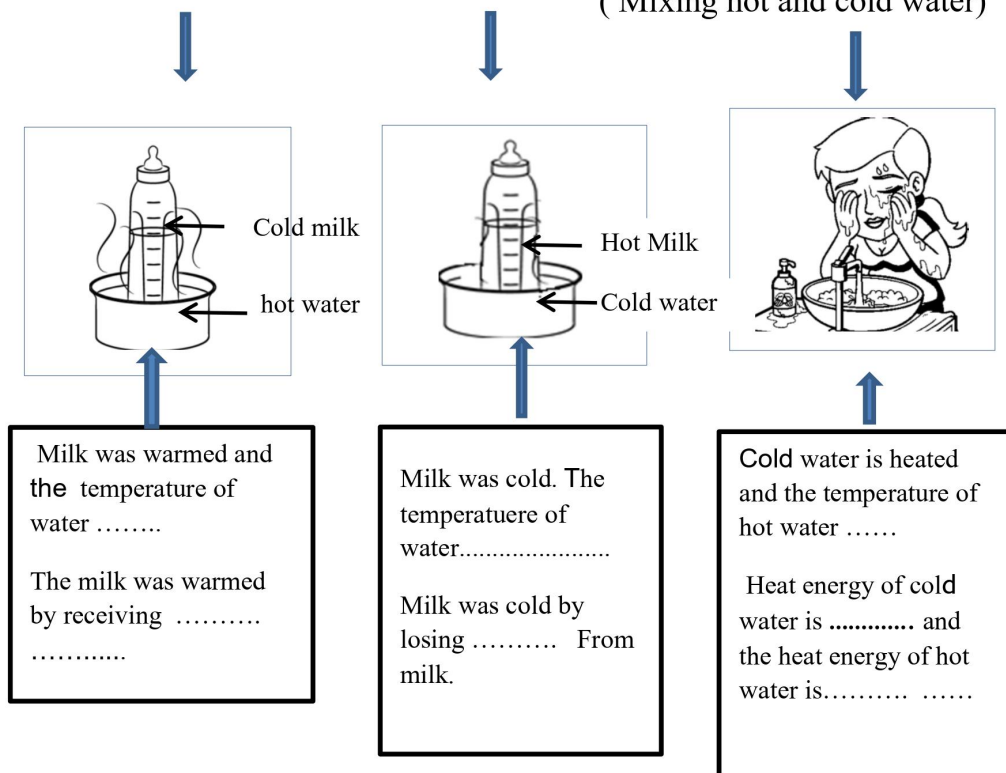 ( Mixing hot and cold water)
Cold milk
hot water
Hot Milk
Cold water
Milk was warmed and
the temperature of
water ……..
The milk was warmed
by receiving ……….
……......
Milk was cold. The
temperatuere of
water.......................
Milk was cold by
losing ………. From
milk.
Cold water is heated
and the temperature of
hot water ……
Heat energy of cold
water is ............. and
the heat energy of hot
water is………. ……